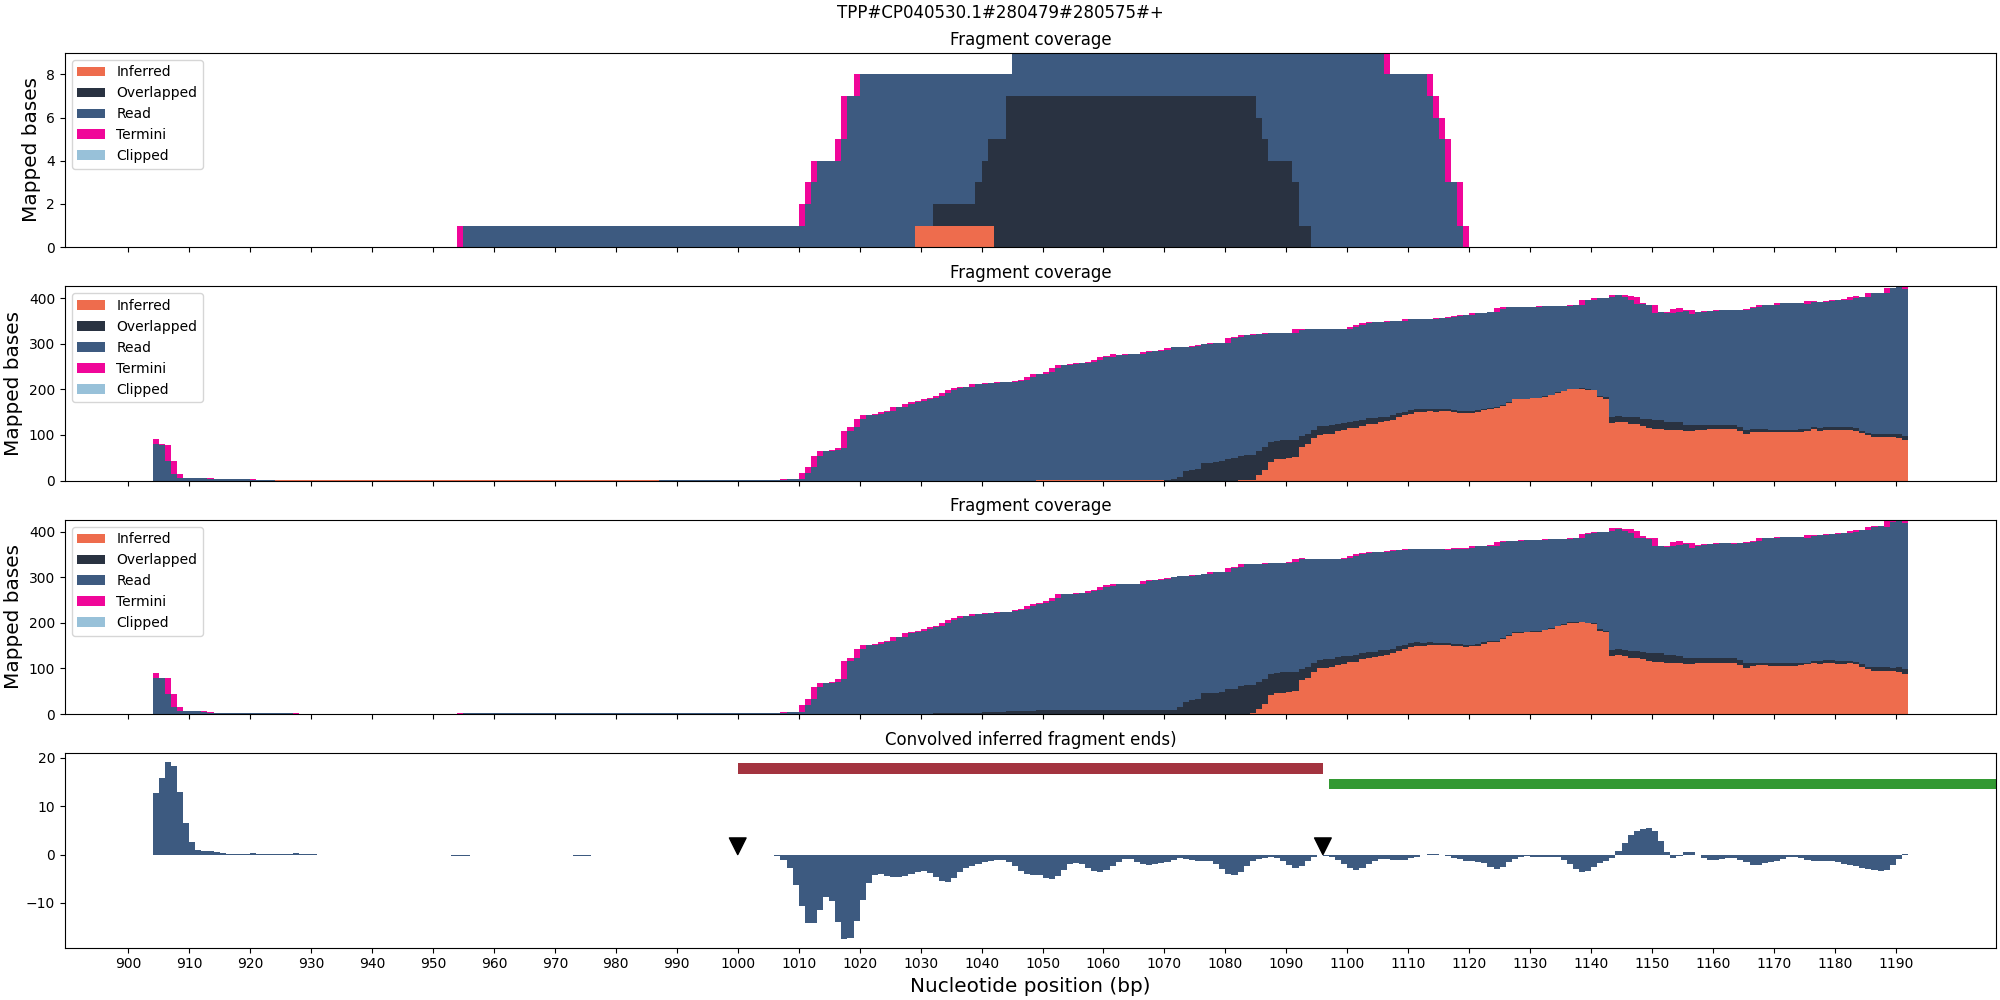 TPP#CP040530.1#280479#280575#+
Fragment coverage
Mapped bases
8
6
4
2
0
Inferred
Overlapped
Read
Termini
Clipped
Fragment coverage
Mapped bases
400
300
200
100
0
Inferred
Overlapped
Read
Termini
Clipped
Fragment coverage
Mapped bases
400
300
200
100
0
Inferred
Overlapped
Read
Termini
Clipped
Convolved inferred fragment ends)
20
10
0
−10
900 910 920 930 940 950 960 970 980 990 1000 1010 1020 1030 1040 1050 1060 1070 1080 1090 1100 1110 1120 1130 1140 1150 1160 1170 1180 1190
Nucleotide position (bp)